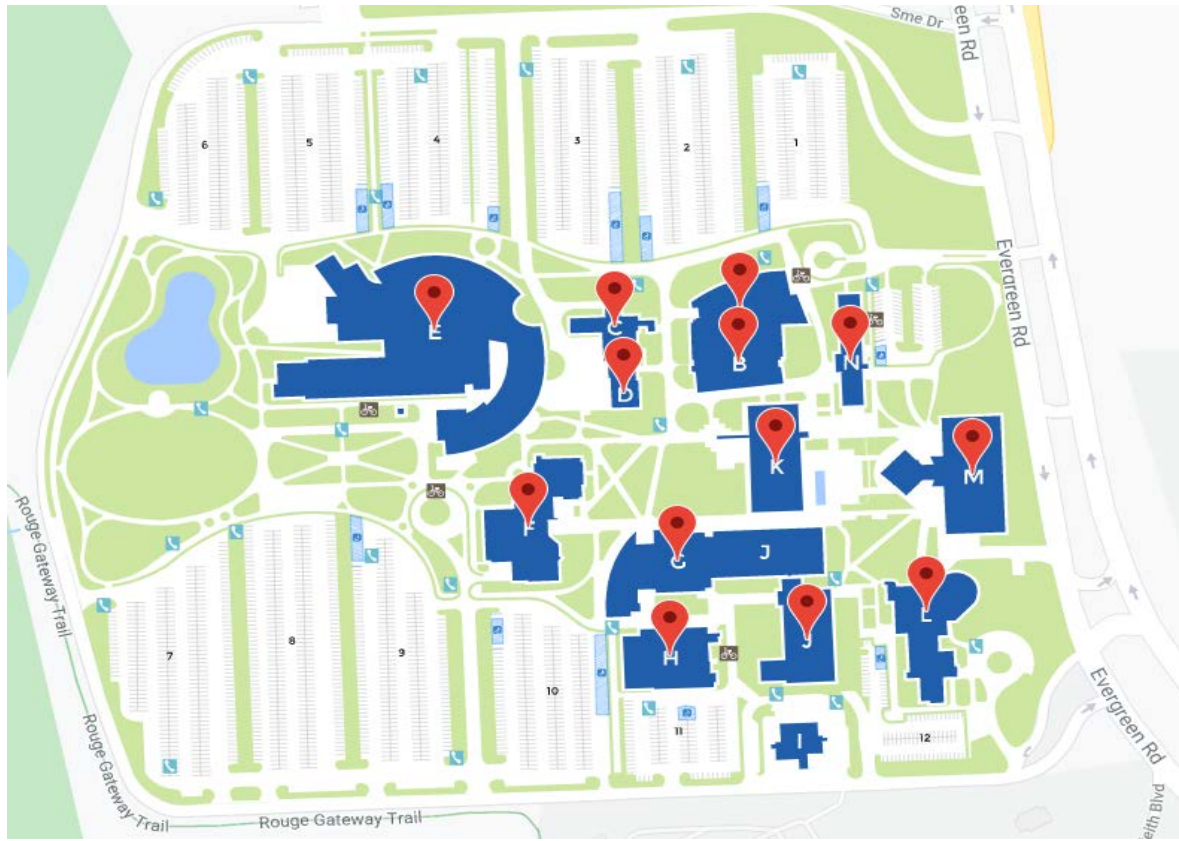 Sme Dr
een Rd
6
5
4
3
2
1
Evergreen Rd
E
C
B
N
D
K
M
F
G
J
L
Rouge Gateway Trail
7
8
9
10
H
J
11
I
12
Evergreen Rd
Rouge Gateway Trail
Rouge Gateway Trail
eith Blvd